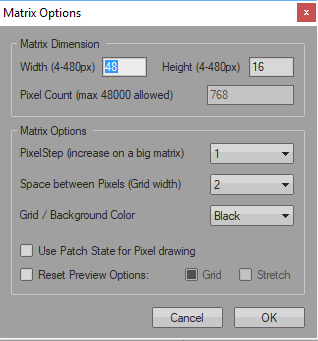 Matrix Options
Matrix Dimension
Width (4-480px) 48 Height (4-480px) 16
Pixel Count (max 48000 allowed) 768
Matrix Options
PixelStep (increase on a big matrix) 1
Space between Pixels (Grid width) 2
Grid / Background Color Black
Use Patch State for Pixel drawing
Reset Preview Options: Grid Stretch
Cancel OK